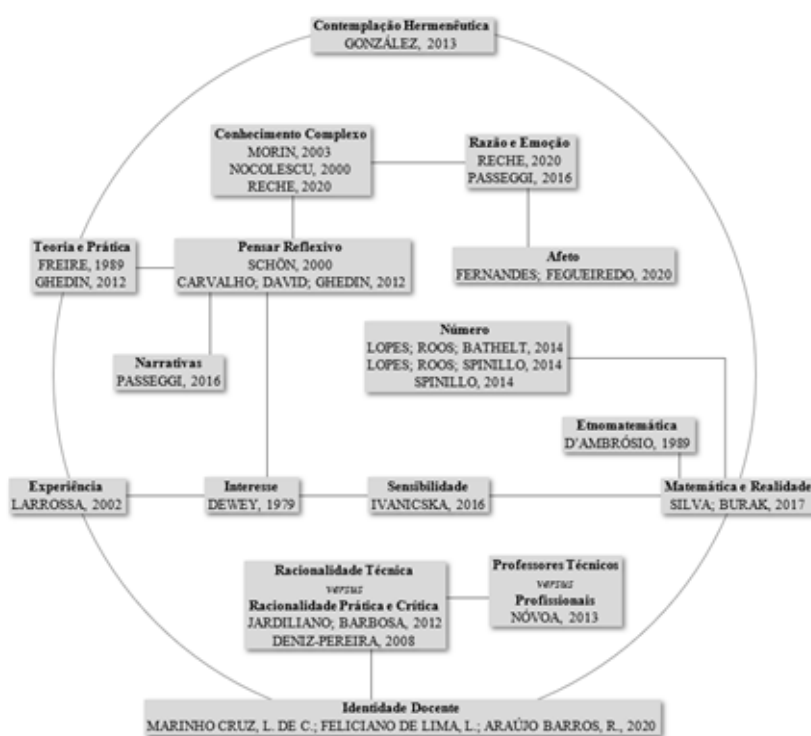 Contemplação Hermenêutica
GONZÁLEZ, 2013
Conhecimento Complexo
MORIN, 2003
NOCOLESCU, 2000
RECHE, 2020
Razão e Emoção
RECHE, 2020
PASSEGGI, 2016
Teoria e Prática
FREIRE, 1989
GHEDIN, 2012
Pensar Reflexivo
SCHÖN, 2000
CARVALHO; DAVID; GHEDIN, 2012
Afeto
FERNANDES; FEGUEIREDO, 2020
Narrativas
PASSEGGI, 2016
Número
LOPES; ROOS; BATHELT, 2014
LOPES; ROOS; SPINILLO, 2014
SPINILLO, 2014
Etnomatemática
D'AMBRÓSIO, 1989
Experiência
LARROSSA, 2002
Interesse
DEWEY, 1979
Sensibilidade
IVANICSKA, 2016
Matemática e Realidade
SILVA; BURAK, 2017
Racionalidade Técnica
versus
Racionalidade Prática e Crítica
JARDILIANO; BARBOSA, 2012
DENIZ-PEREIRA, 2008
Professores Técnicos
versus
Profissionais
NÓVOA, 2013
Identidade Docente
MARINHO CRUZ, L. DE C.; FELICIANO DE LIMA, L.; ARAÚJO BARROS, R., 2020